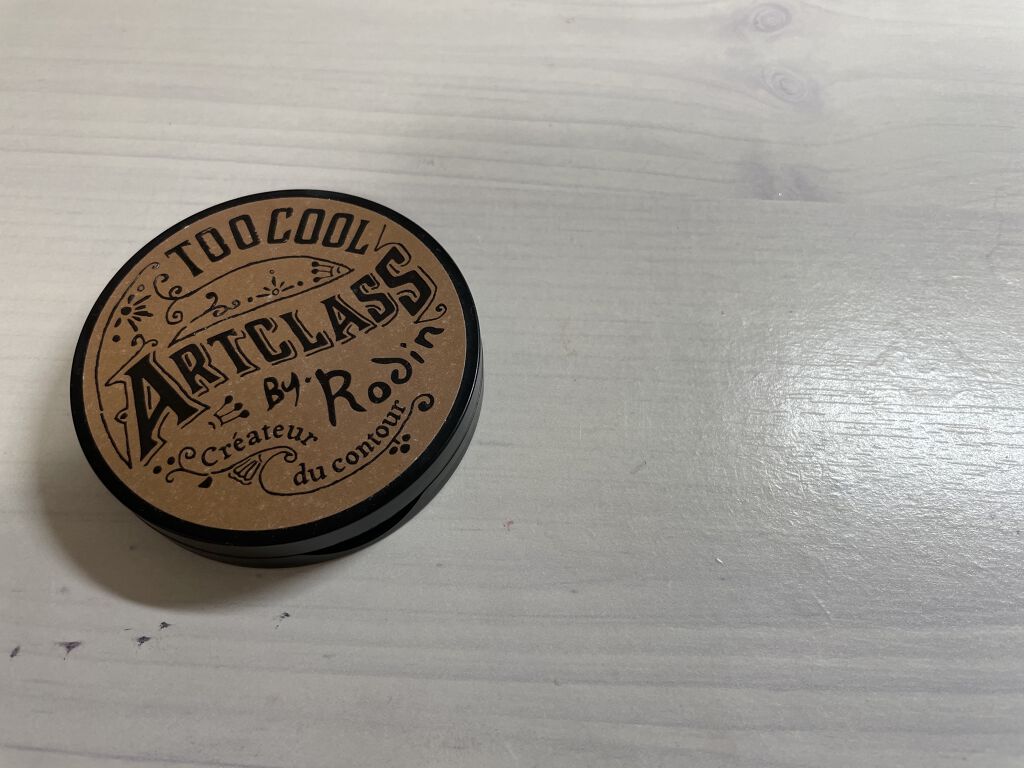 TOO COOL
ARTCLASS
By. Rodin
Créateur
du contour